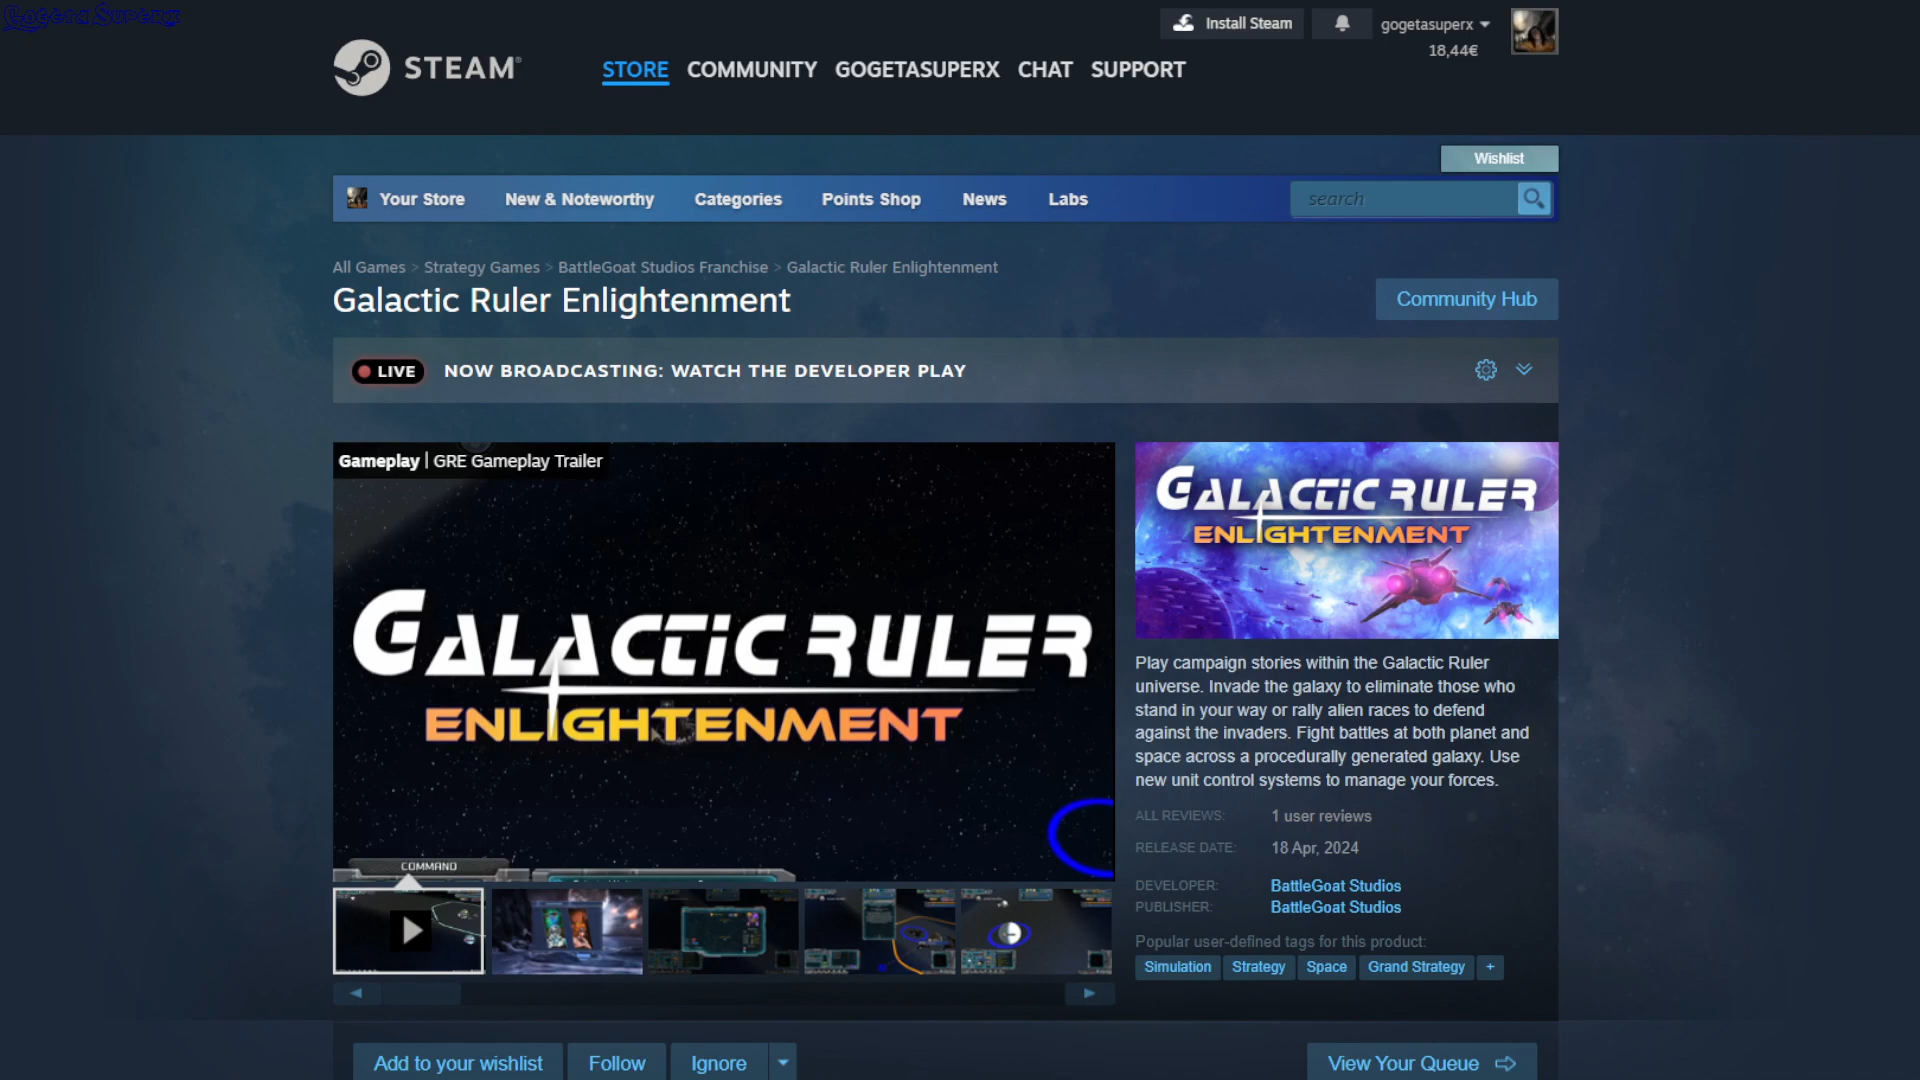 Gogeta Superx
Install Steam
gogetasuperx
18,44€
STEAM®
STORE COMMUNITY GOGETASUPERX CHAT SUPPORT
Wishlist
Your Store New & Noteworthy Categories Points Shop News Labs
search
All Games > Strategy Games > BattleGoat Studios Franchise > Galactic Ruler Enlightenment
Galactic Ruler Enlightenment
Community Hub
LIVE NOW BROADCASTING: WATCH THE DEVELOPER PLAY
Gameplay | GRE Gameplay Trailer
GALACTIC RULER
ENLIGHTENMENT
COMMAND
GALACTIC RULER
ENLIGHTENMENT
Play campaign stories within the Galactic Ruler
universe. Invade the galaxy to eliminate those who
stand in your way or rally alien races to defend
against the invaders. Fight battles at both planet and
space across a procedurally generated galaxy. Use
new unit control systems to manage your forces.
ALL REVIEWS: 1 user reviews
RELEASE DATE: 18 Apr, 2024
DEVELOPER: BattleGoat Studios
PUBLISHER: BattleGoat Studios
Popular user-defined tags for this product:
Simulation Strategy Space Grand Strategy +
Add to your wishlist Follow Ignore
View Your Queue